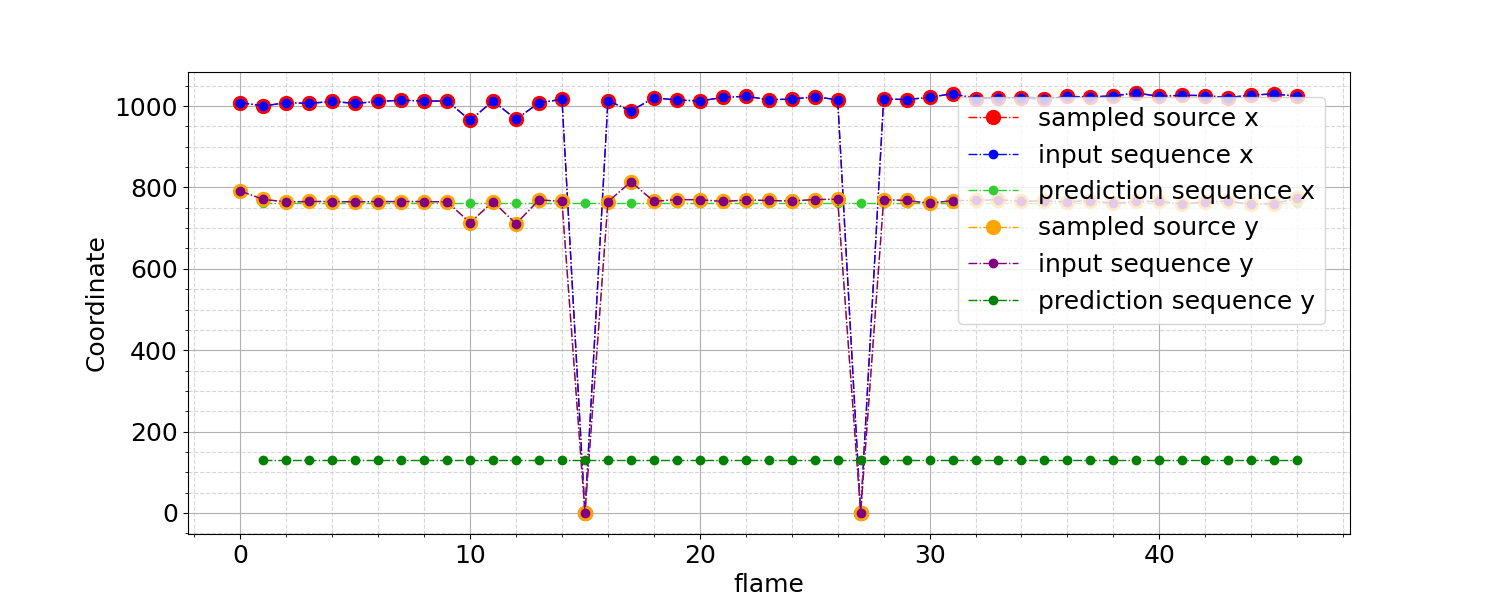 1000
800
600
400
200
0
Coordinate
0 10 20 30 40
flame
sampled source x
input sequence x
prediction sequence x
sampled source y
input sequence y
prediction sequence y